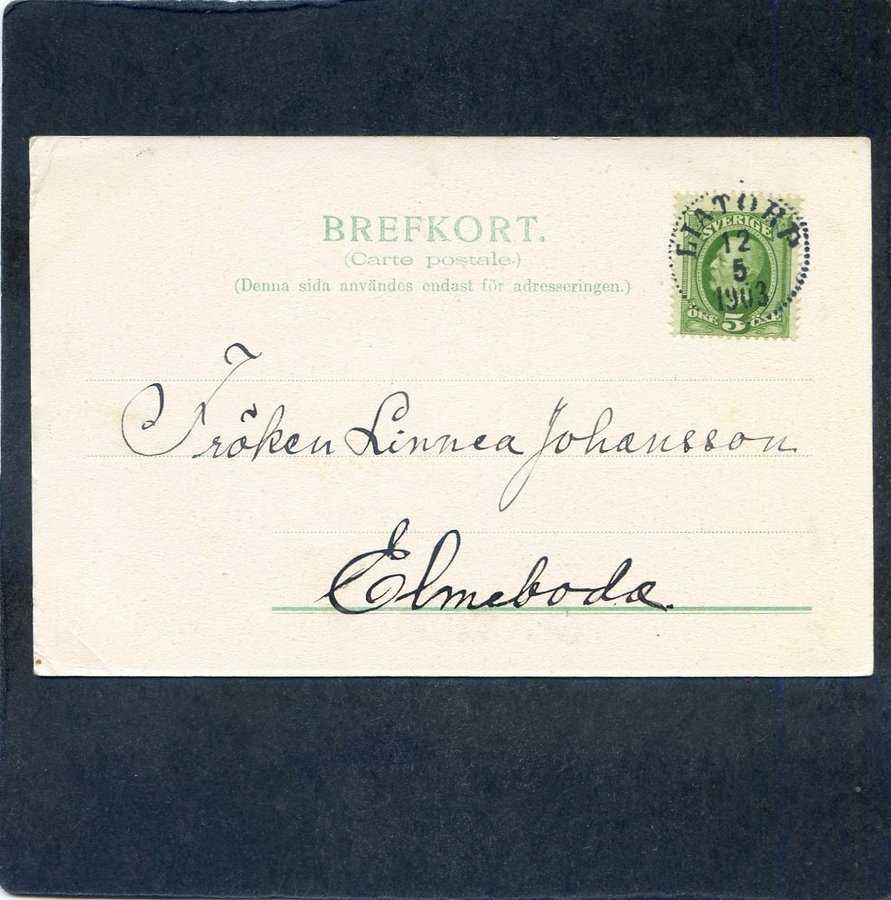 BREFKORT.
(Carte postale.)
(Denna sida användes endast för adresseringen.)
LIATORP
12
5
1903
SVERIGE
ÖRE 5 ÖRE
Fröken Linnea Johansson
Elmeboda.